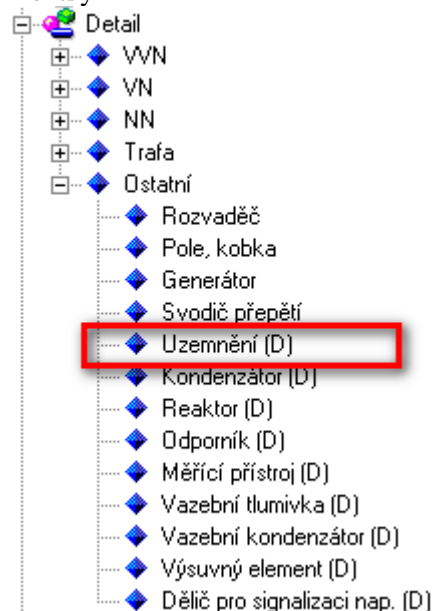 Detail
VVN
VN
NN
Trafa
Ostatní
Rozvaděč
Pole, kobka
Generátor
Svodič přepětí
Uzemnění (D)
Kondenzátor (D)
Reaktor (D)
Odporník (D)
Měřící přístroj (D)
Vazební tlumivka (D)
Vazební kondenzátor (D)
Výsuvný element (D)
Dělič pro signalizaci nap. (D)